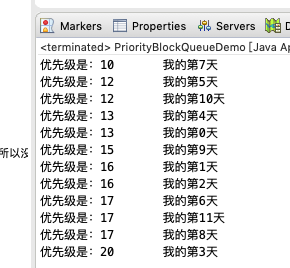 Markers Properties Servers
<terminated> PriorityBlockQueueDemo [Java Ap
优先级是：10 我的第7天
优先级是：12 我的第5天
优先级是：12 我的第10天
优先级是：13 我的第4天
优先级是：13 我的第0天
所以没
优先级是：15 我的第9天
优先级是：16 我的第1天
优先级是：16 我的第2天
优先级是：17 我的第6天
优先级是：17 我的第11天
优先级是：17 我的第8天
优先级是：20 我的第3天